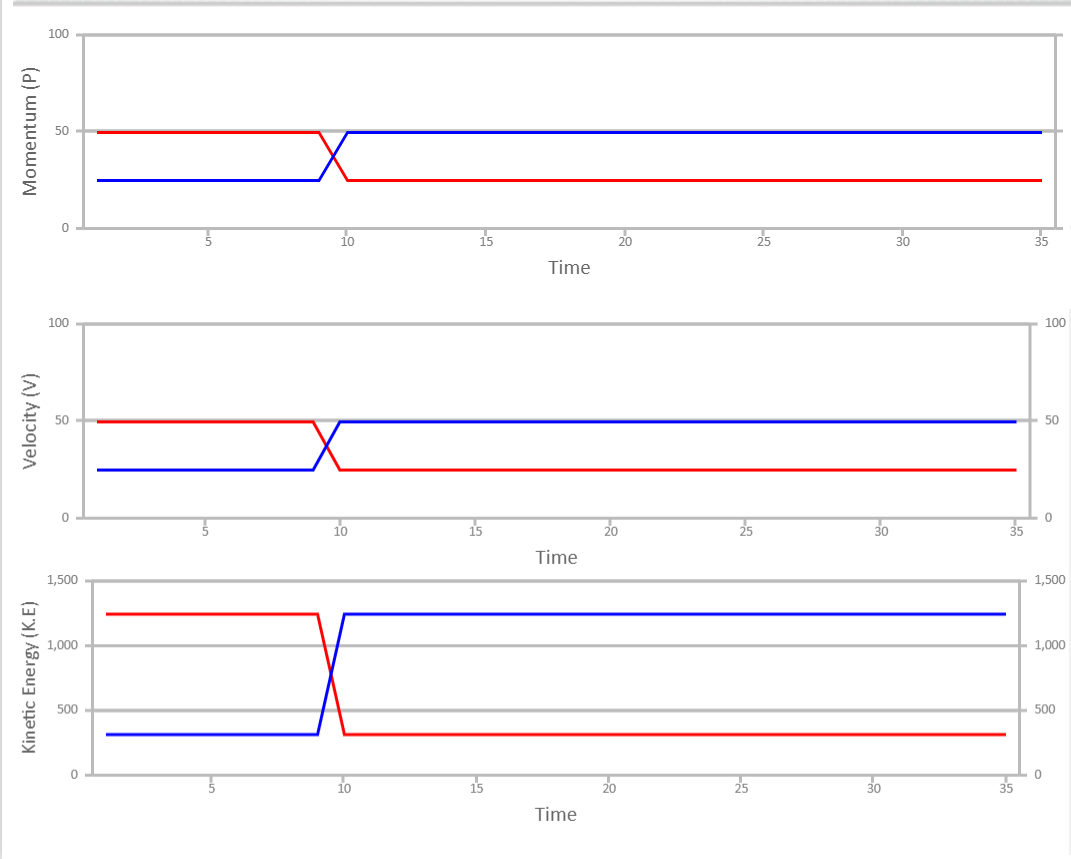 100
Momentum (P)
50
0
5 10 15 20 25 30 35
Time
100 100
Velocity (V)
50 50
0 0
5 10 15 20 25 30 35
Time
1,500 1,500
Kinetic Energy (K.E)
1,000 1,000
500 500
0 0
5 10 15 20 25 30 35
Time